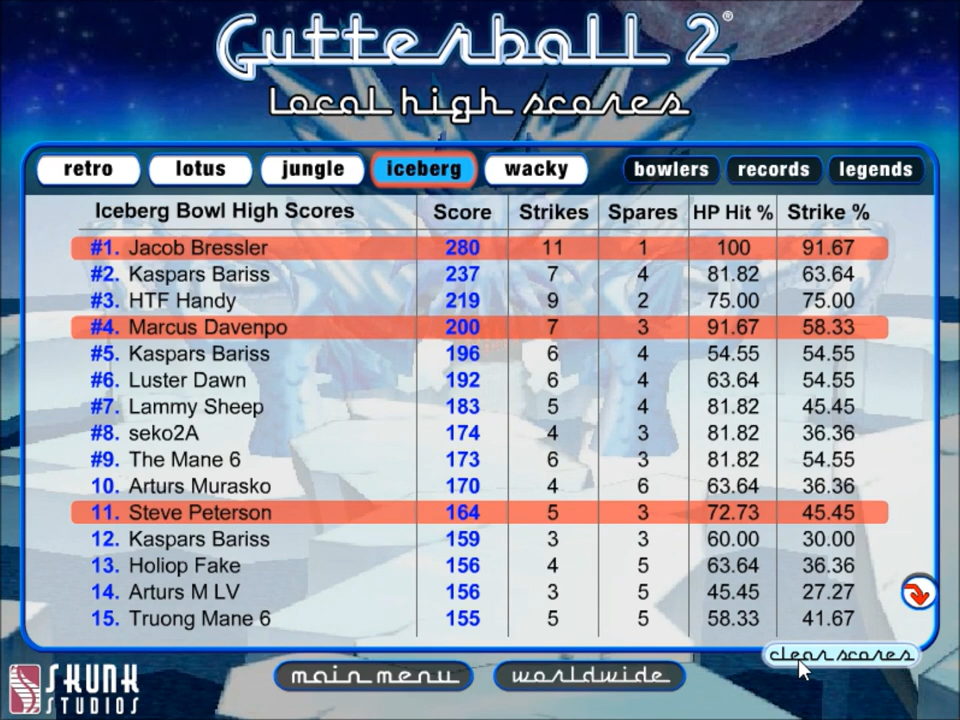 Gutterball 2®
Local high scores
retro lotus jungle iceberg wacky bowlers records legends
Iceberg Bowl High Scores Score Strikes Spares HP Hit % Strike %
#1. Jacob Bressler 280 11 1 100 91.67
#2. Kaspars Bariss 237 7 4 81.82 63.64
#3. HTF Handy 219 9 2 75.00 75.00
#4. Marcus Davenpo 200 7 3 91.67 58.33
#5. Kaspars Bariss 196 6 4 54.55 54.55
#6. Luster Dawn 192 6 4 63.64 54.55
#7. Lammy Sheep 183 5 4 81.82 45.45
#8. seko2A 174 4 3 81.82 36.36
#9. The Mane 6 173 6 3 81.82 54.55
10. Arturs Murasko 170 4 6 63.64 36.36
11. Steve Peterson 164 5 3 72.73 45.45
12. Kaspars Bariss 159 3 3 60.00 30.00
13. Holiop Fake 156 4 5 63.64 36.36
14. Arturs M LV 156 3 5 45.45 27.27
15. Truong Mane 6 155 5 5 58.33 41.67
clear scores
main menu worldwide
SKUNK
STUDIOS